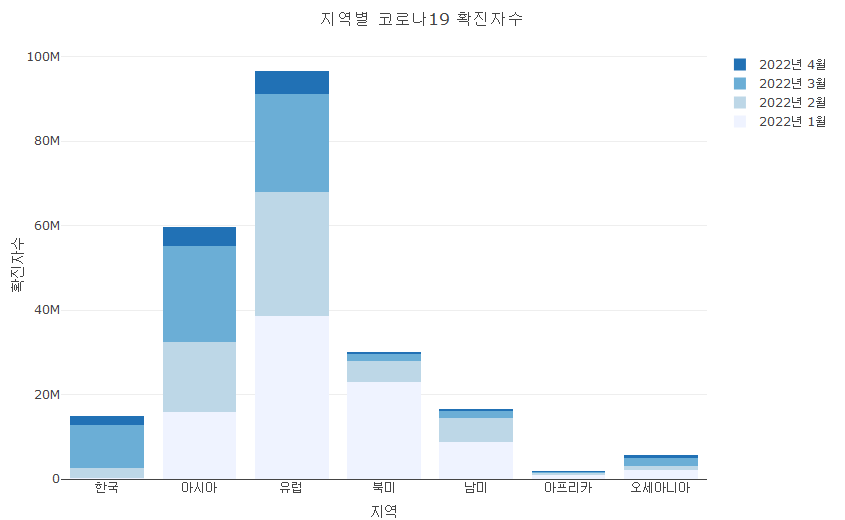 지역별 코로나19 확진자수
100M
80M
60M
40M
20M
0
확진자수
한국
아시아
유럽
북미
남미
아프리카
오세아니아
지역
2022년 4월
2022년 3월
2022년 2월
2022년 1월